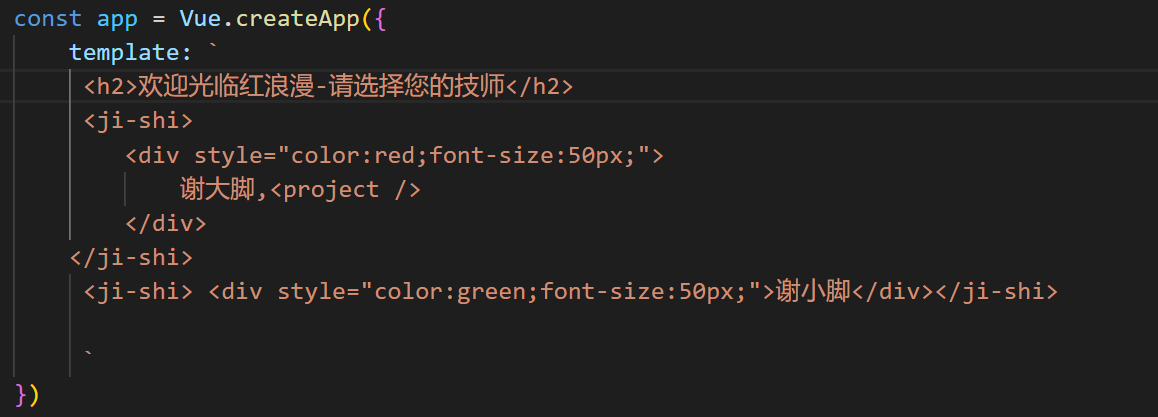 const app = Vue.createApp({
    template: `
     <h2>欢迎光临红浪漫-请选择您的技师</h2>
     <ji-shi>
        <div style="color:red;font-size:50px;">
            谢大脚,<project />
        </div>
    </ji-shi>
     <ji-shi> <div style="color:green;font-size:50px;">谢小脚</div></ji-shi>
     `
})